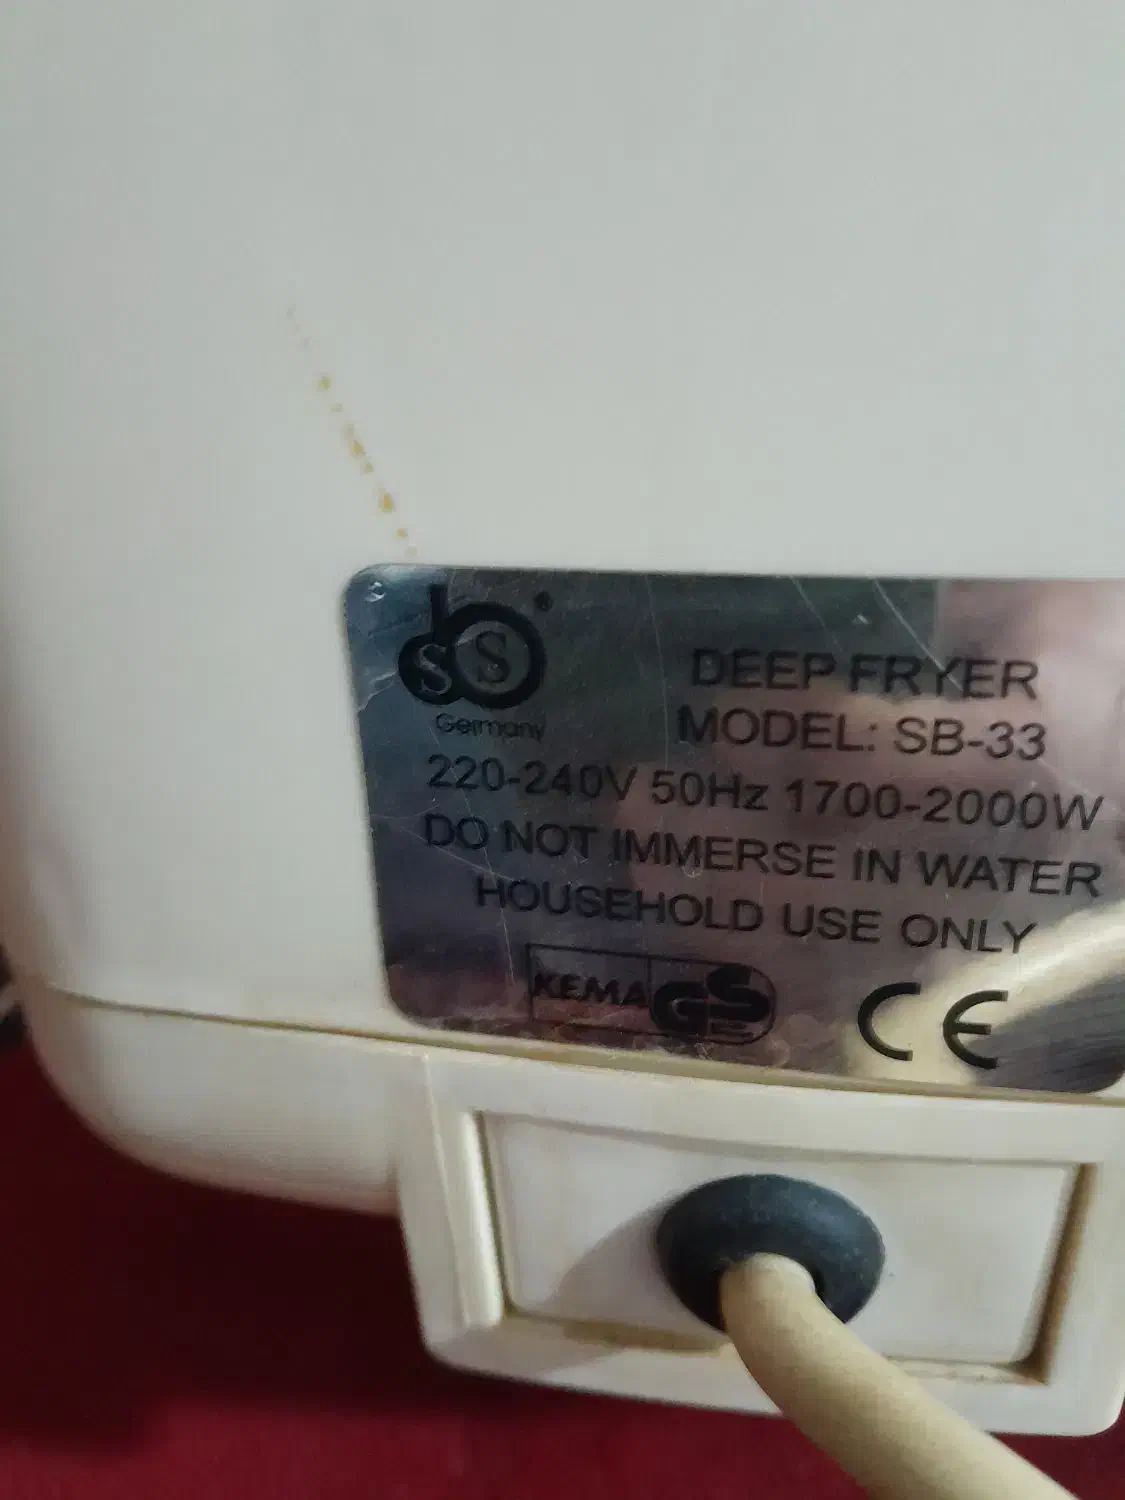 sbs®
Germany
DEEP FRYER
MODEL: SB-33
220-240V 50Hz 1700-2000W
DO NOT IMMERSE IN WATER
HOUSEHOLD USE ONLY
KEMA GS CE